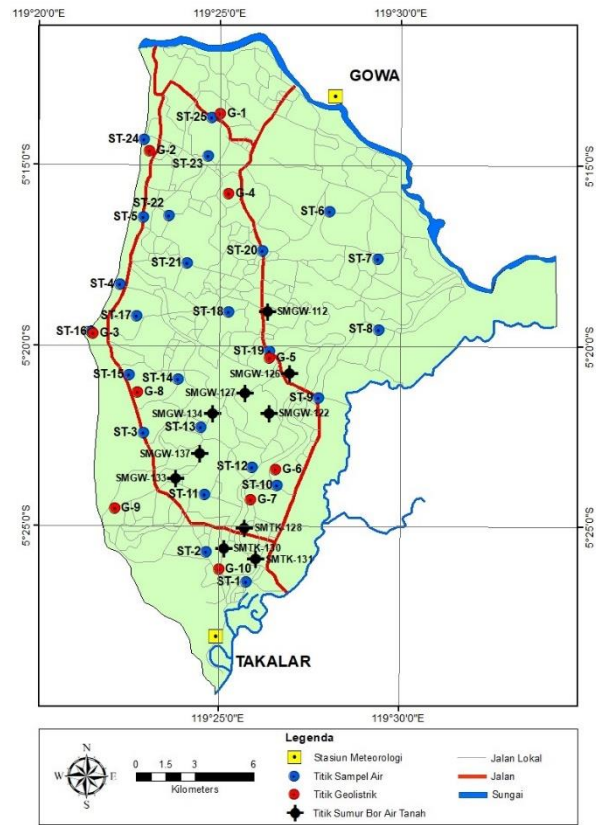 119°20'0"E 119°25'0"E 119°30'0"E
GOWA
G-1
ST-25
ST-24
G-2
ST-23
5°15'0"S 5°15'0"S
G-4
ST-22
ST-5
ST-6
ST-20
ST-21
ST-7
ST-4
ST-17
ST-18
SMGW-112
ST-16
G-3
ST-8
ST-19
G-5
5°20'0"S 5°20'0"S
SMGW-126
ST-15
ST-14
G-8
SMGW-127
ST-9
SMGW-134
SMGW-122
ST-13
ST-3
SMGW-137
SMGW-133
ST-12
G-6
ST-10
ST-11
G-7
G-9
5°25'0"S 5°25'0"S
SMTK-128
ST-2
SMTK-130
SMTK-131
G-10
ST-1
TAKALAR
Legenda
N
W E
S
0 1.5 3 6
Kilometers
Stasiun Meteorologi
Titik Sampel Air
Titik Geolistrik
Titik Sumur Bor Air Tanah
Jalan Lokal
Jalan
Sungai